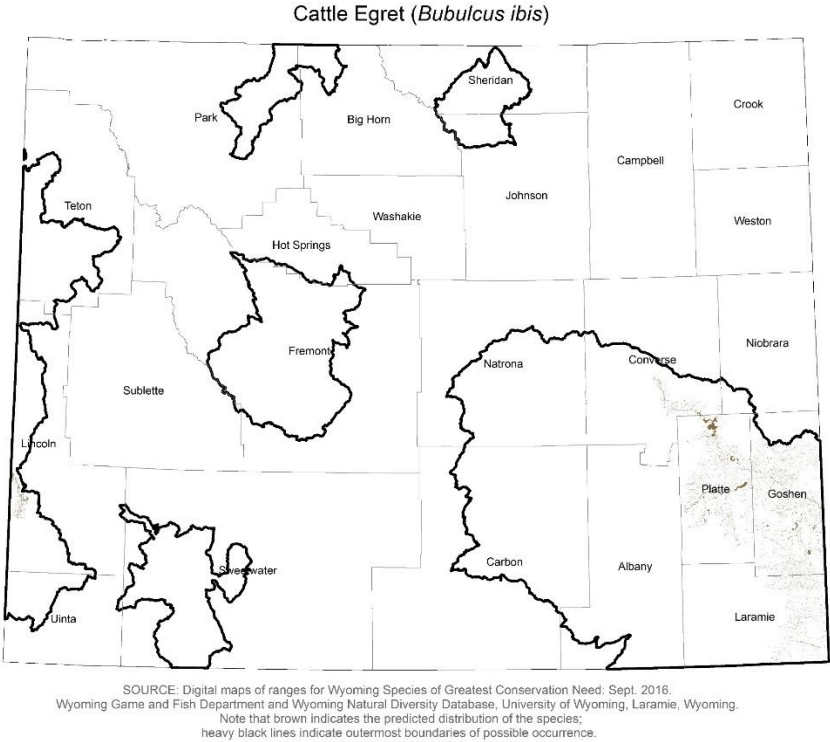 Cattle Egret (Bubulcus ibis)
Sheridan
Crook
Park
Big Horn
Campbell
Johnson
Teton
Washakie
Weston
Hot Springs
Fremont
Natrona
Converse
Niobrara
Sublette
Lincoln
Platte
Goshen
Sweetwater
Carbon
Albany
Uinta
Laramie
SOURCE: Digital maps of ranges for Wyoming Species of Greatest Conservation Need: Sept. 2016.
Wyoming Game and Fish Department and Wyoming Natural Diversity Database, University of Wyoming, Laramie, Wyoming.
Note that brown indicates the predicted distribution of the species;
heavy black lines indicate outermost boundaries of possible occurrence.